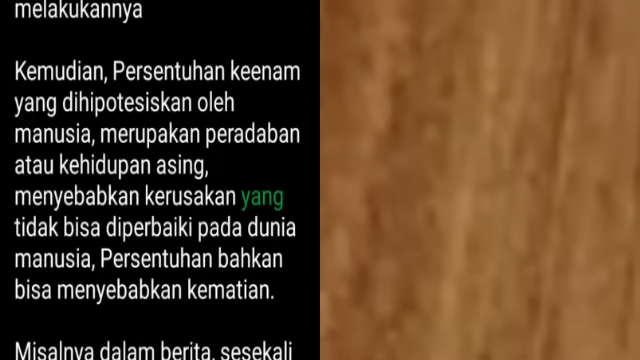 melakukannya
Kemudian, Persentuhan keenam
yang dihipotesiskan oleh
manusia, merupakan peradaban
atau kehidupan asing,
menyebabkan kerusakan yang
tidak bisa diperbaiki pada dunia
manusia, Persentuhan bahkan
bisa menyebabkan kematian.
Misalnya dalam berita, sesekali